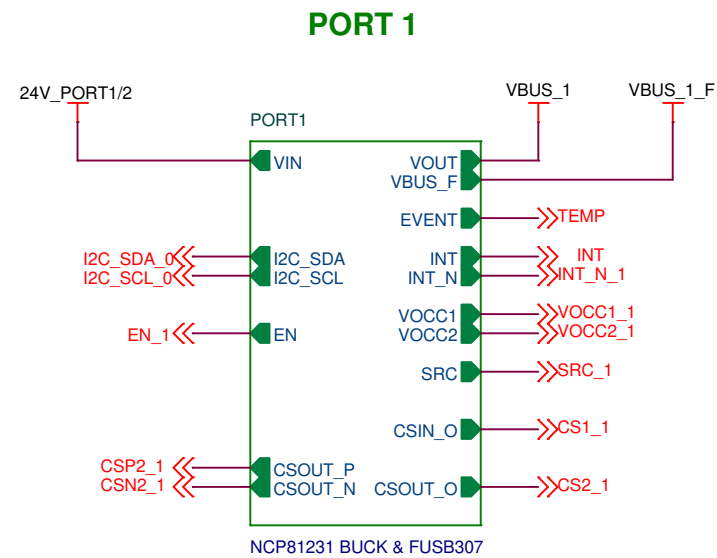 PORT 1
24V_PORT1/2
VBUS_1
VBUS_1_F
PORT1
VIN
VOUT
VBUS_F
EVENT
TEMP
I2C_SDA_0
I2C_SDA
INT
INT
I2C_SCL_0
I2C_SCL
INT_N
INT_N_1
VOCC1
VOCC1_1
EN_1
EN
VOCC2
VOCC2_1
SRC
SRC_1
CSIN_O
CS1_1
CSP2_1
CSOUT_P
CSN2_1
CSOUT_N
CSOUT_O
CS2_1
NCP81231 BUCK & FUSB307